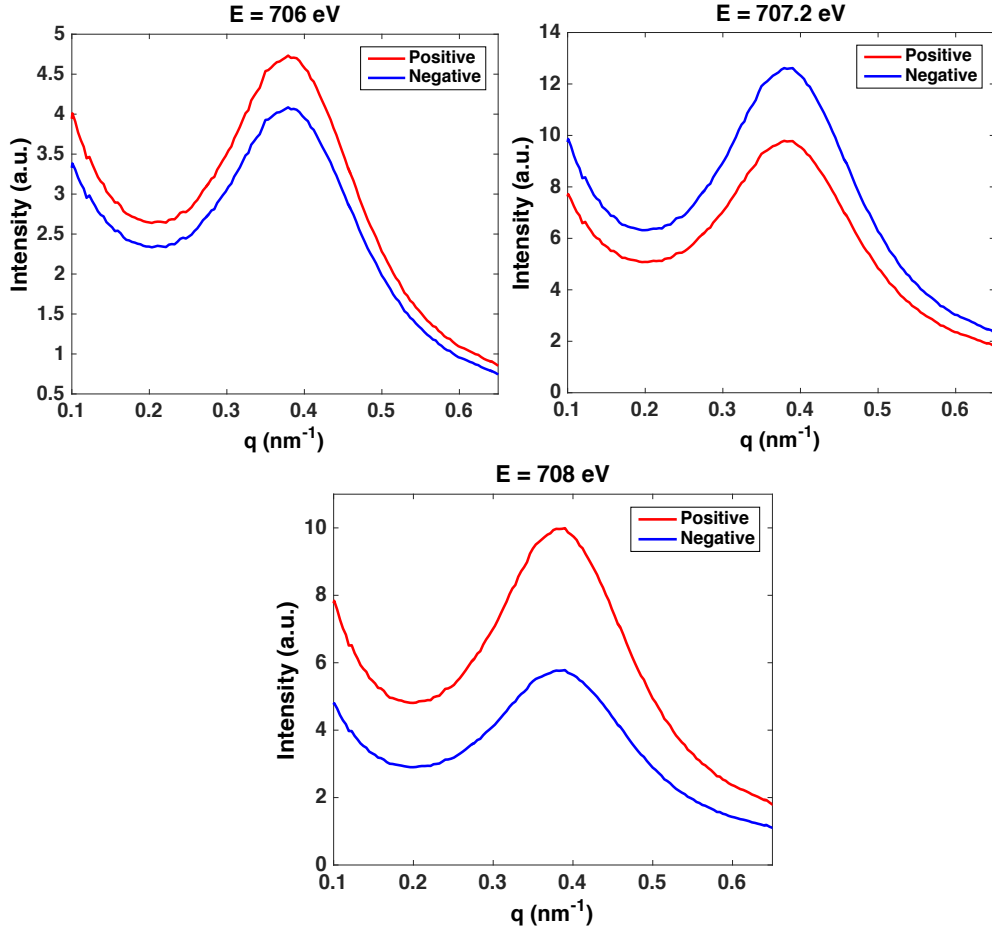 E = 706 eV
Positive
Negative
Intensity (a.u.)
5
4.5
4
3.5
3
2.5
2
1.5
1
0.5
0.1 0.2 0.3 0.4 0.5 0.6
q (nm⁻¹)
E = 707.2 eV
Positive
Negative
Intensity (a.u.)
14
12
10
8
6
4
2
0
0.1 0.2 0.3 0.4 0.5 0.6
q (nm⁻¹)
E = 708 eV
Positive
Negative
Intensity (a.u.)
10
8
6
4
2
0
0.1 0.2 0.3 0.4 0.5 0.6
q (nm⁻¹)